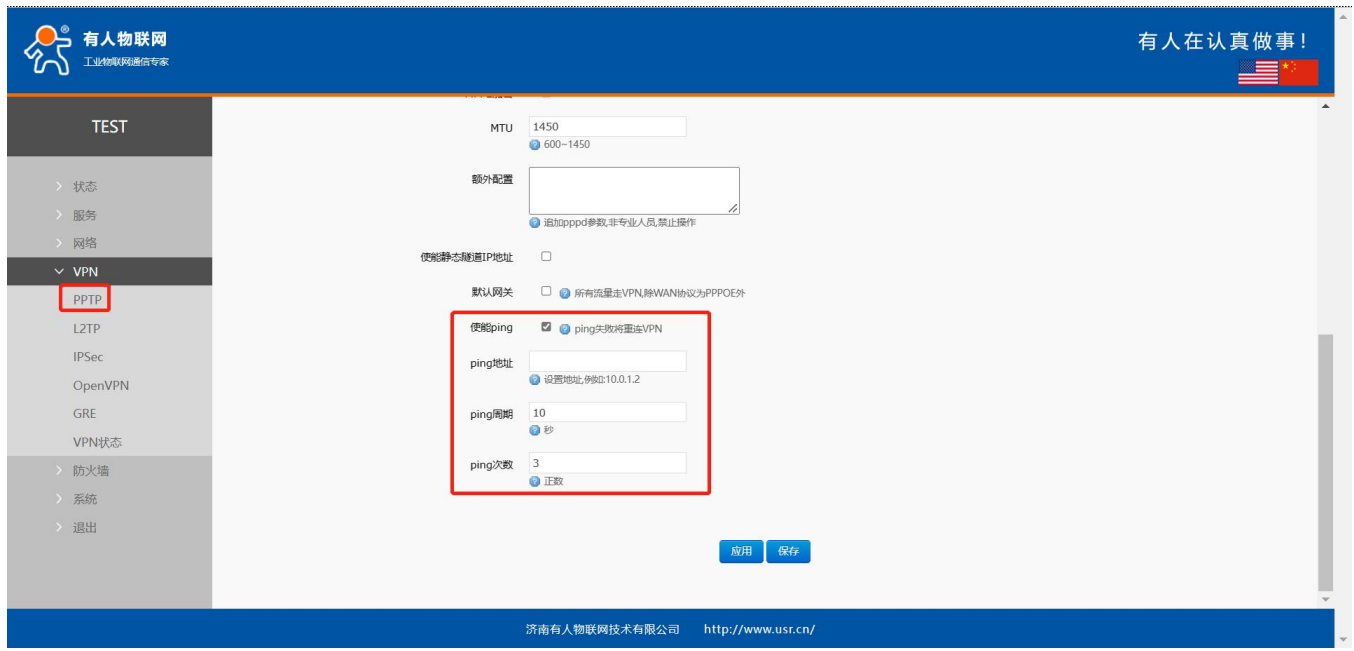 有人物联网
工业物联网通信专家
有人在认真做事！
TEST
状态
服务
网络
VPN
PPTP
L2TP
IPSec
OpenVPN
GRE
VPN状态
防火墙
系统
退出
MTU 1450
600~1450
额外配置
追加pppd参数,非专业人员,禁止操作
使能静态隧道IP地址
默认网关 所有流量走VPN,除WAN协议为PPPOE外
使能ping ping失败将重连VPN
ping地址
设置地址,例如:10.0.1.2
ping周期 10
秒
ping次数 3
正数
应用 保存
济南有人物联网技术有限公司 http://www.usr.cn/